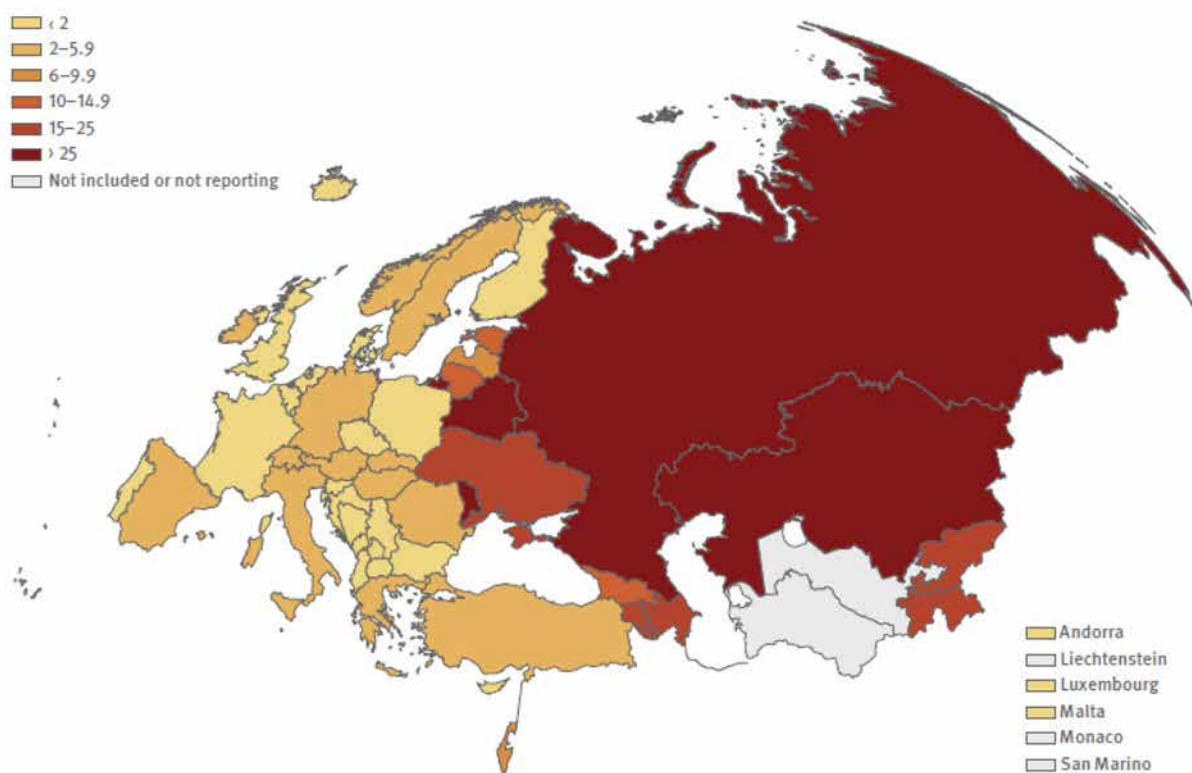 ‹ 2
2–5.9
6–9.9
10–14.9
15–25
› 25
Not included or not reporting
Andorra
Liechtenstein
Luxembourg
Malta
Monaco
San Marino